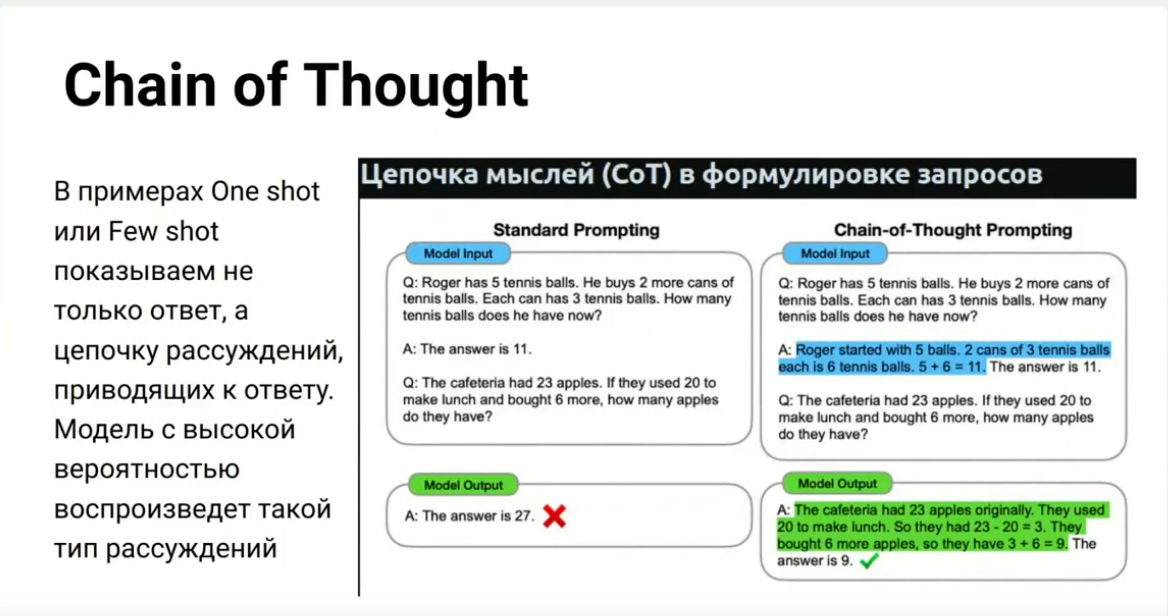 Chain of Thought
В примерах One shot
или Few shot
показываем не
только ответ, а
цепочку рассуждений,
приводящих к ответу.
Модель с высокой
вероятностью
воспроизведет такой
тип рассуждений
Цепочка мыслей (CoT) в формулировке запросов
Standard Prompting
Model Input
Q: Roger has 5 tennis balls. He buys 2 more cans of
tennis balls. Each can has 3 tennis balls. How many
tennis balls does he have now?
A: The answer is 11.
Q: The cafeteria had 23 apples. If they used 20 to
make lunch and bought 6 more, how many apples
do they have?
Model Output
A: The answer is 27.
Chain-of-Thought Prompting
Model Input
Q: Roger has 5 tennis balls. He buys 2 more cans of
tennis balls. Each can has 3 tennis balls. How many
tennis balls does he have now?
A: Roger started with 5 balls. 2 cans of 3 tennis balls
each is 6 tennis balls. 5 + 6 = 11. The answer is 11.
Q: The cafeteria had 23 apples. If they used 20 to
make lunch and bought 6 more, how many apples
do they have?
Model Output
A: The cafeteria had 23 apples originally. They used
20 to make lunch. So they had 23 - 20 = 3. They
bought 6 more apples, so they have 3 + 6 = 9. The
answer is 9.